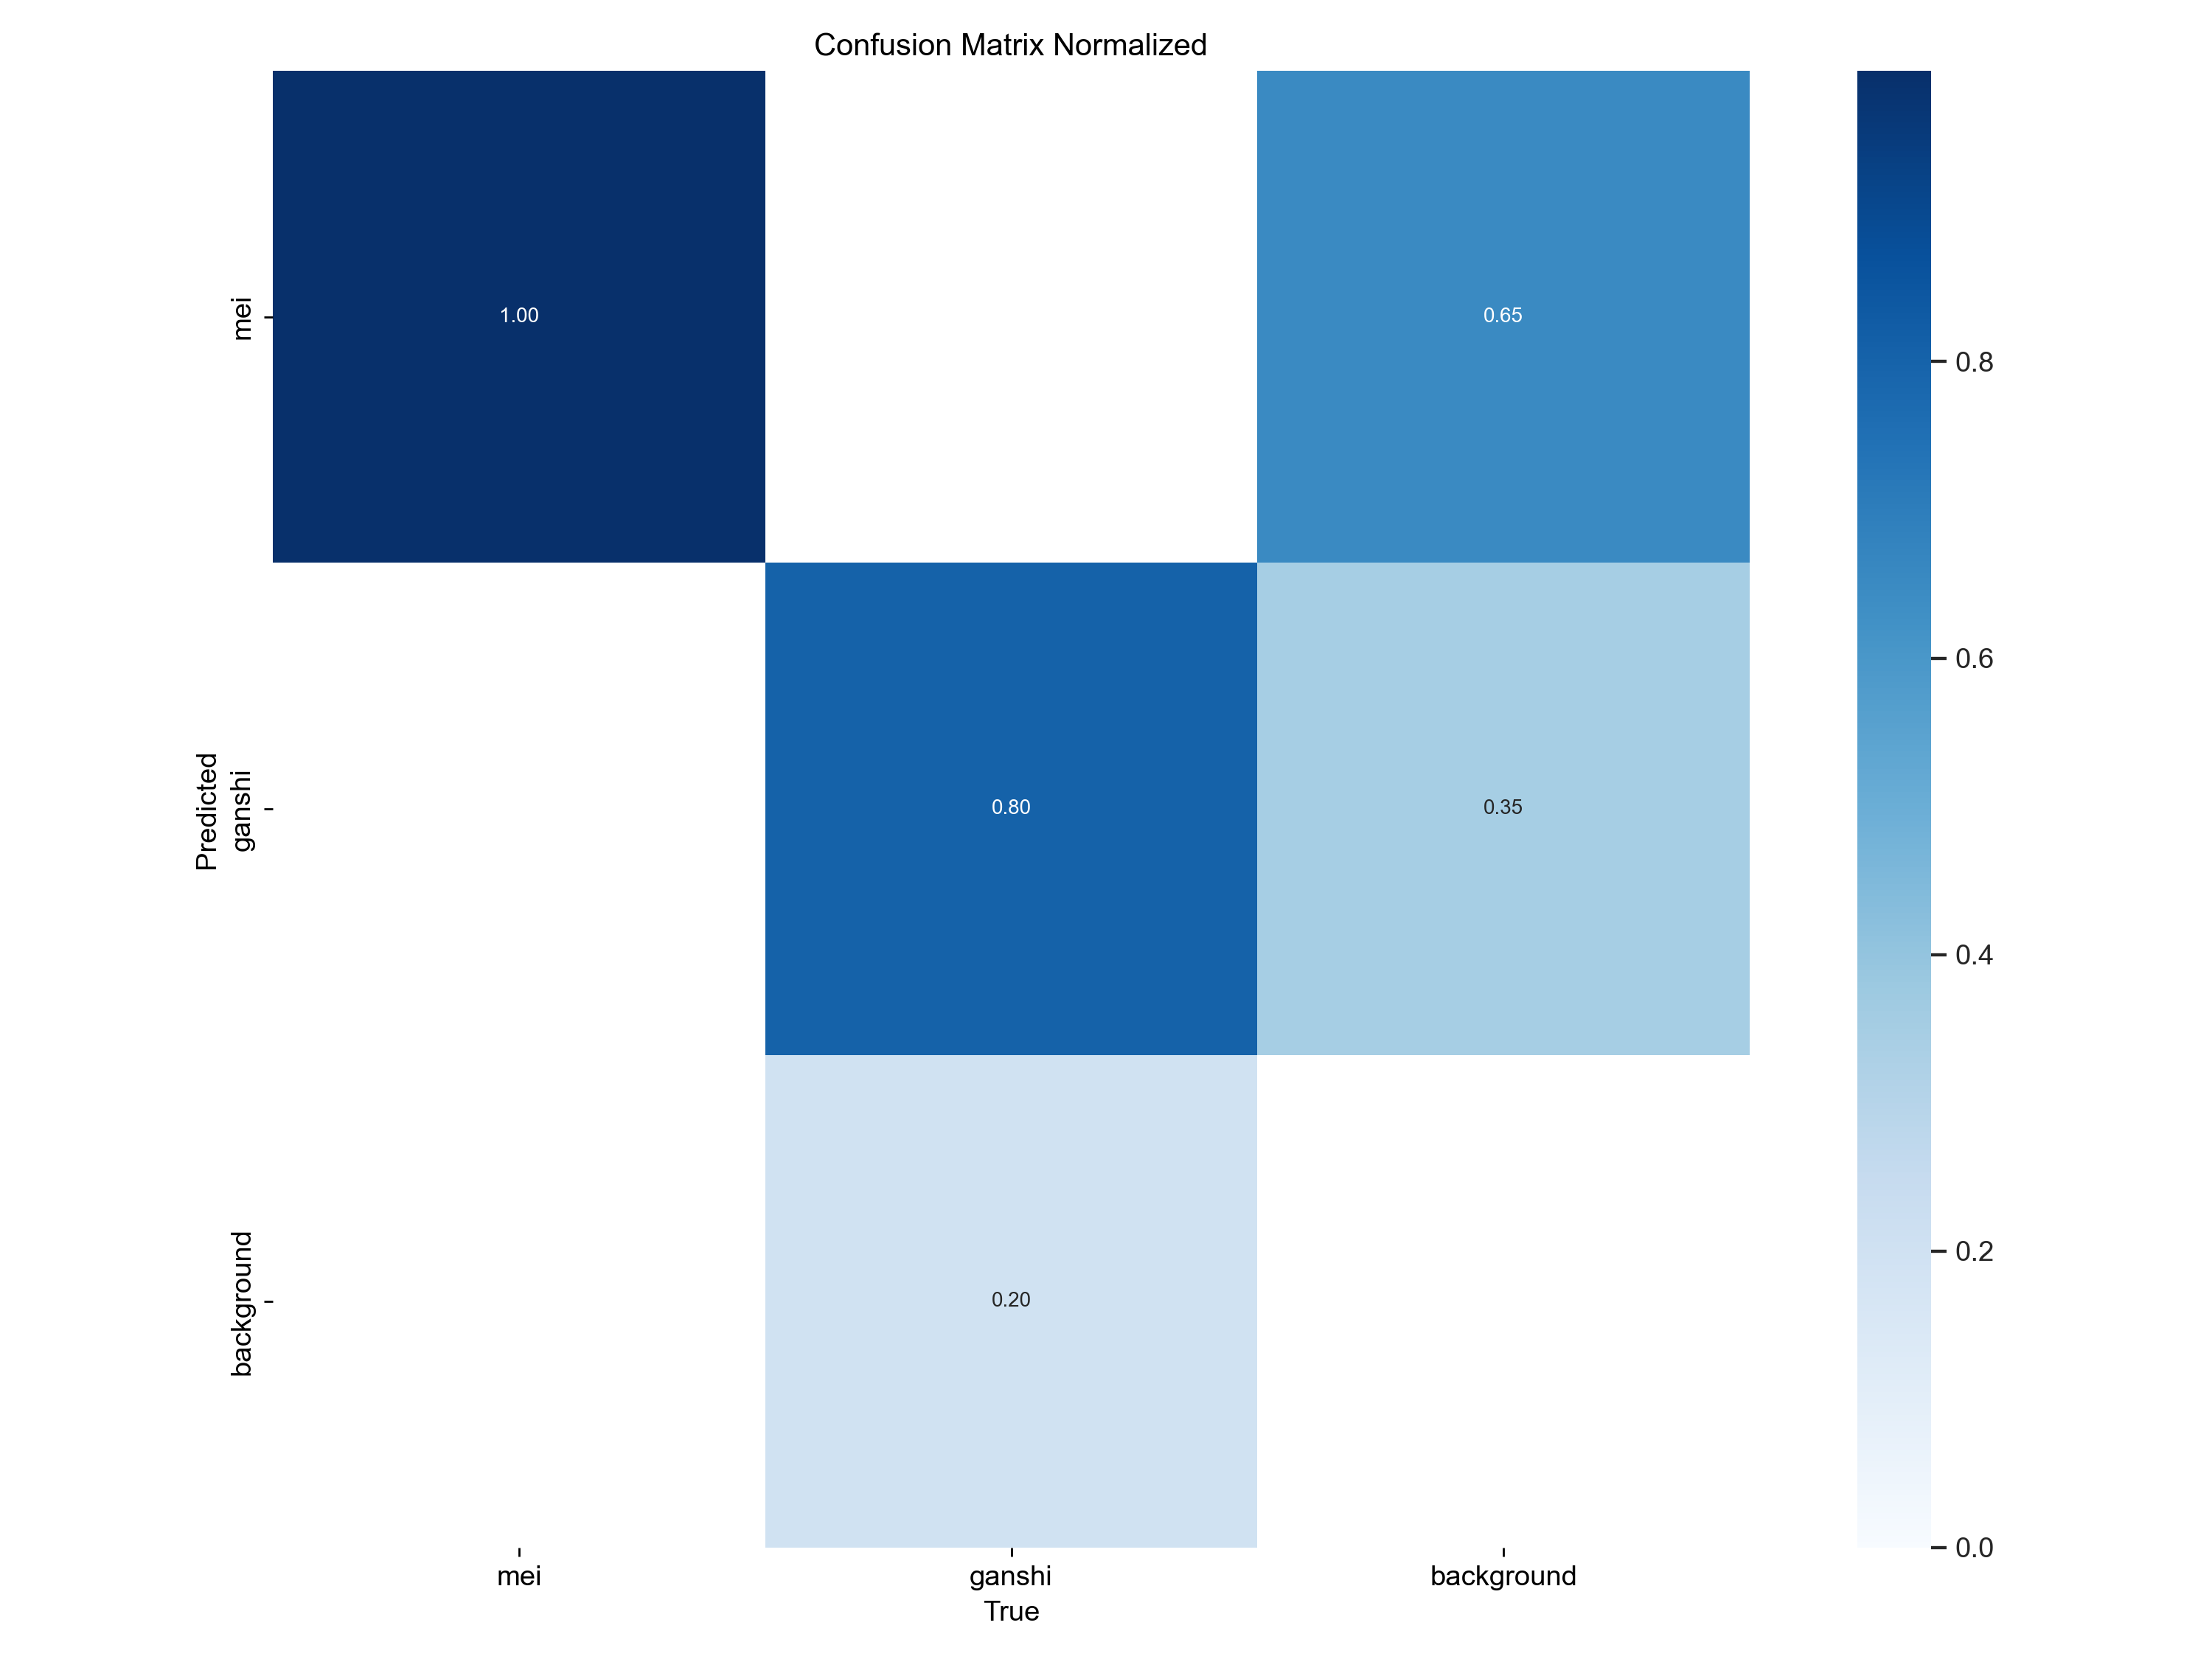 Confusion Matrix Normalized
mei
1.00
0.65
0.8
0.6
Predicted
ganshi
0.80
0.35
0.4
background
0.20
0.2
0.0
mei
ganshi
background
True